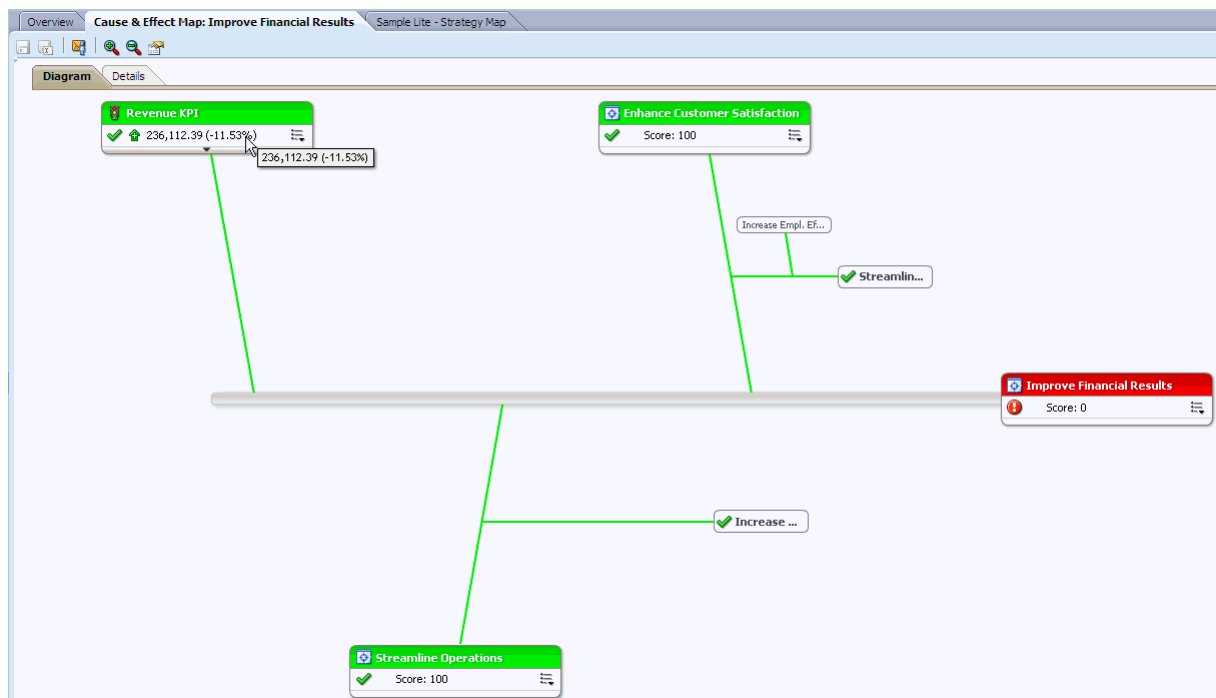 Overview
Cause & Effect Map: Improve Financial Results
Sample Lite - Strategy Map
Diagram
Details
Revenue KPI
236,112.39 (-11.53%)
236,112.39 (-11.53%)
Enhance Customer Satisfaction
Score: 100
Increase Empl. Ef...
Streamlin...
Improve Financial Results
Score: 0
Increase ...
Streamline Operations
Score: 100